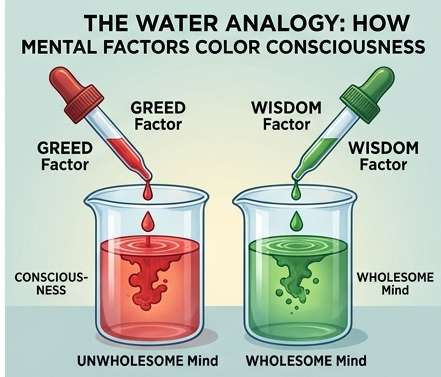 THE WATER ANALOGY: HOW
MENTAL FACTORS COLOR CONSCIOUSNESS
GREED
Factor
WISDOM
Factor
GREED
Factor
WISDOM
Factor
CONSCIOUS-
NESS
WHOLESOME
Mind
UNWHOLESOME Mind
WHOLESOME Mind